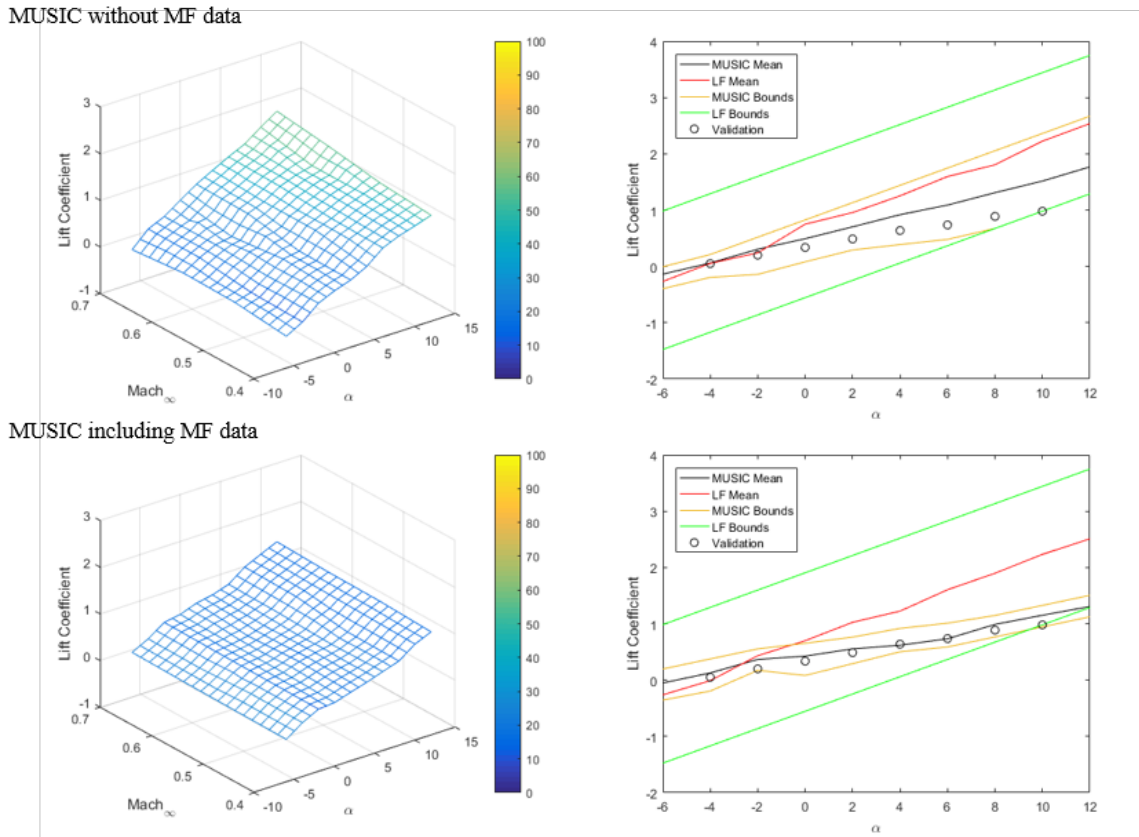 MUSIC without MF data
3
2
1
0
-1
Lift Coefficient
0.7
0.6
0.5
0.4
Mach∞
-10
-5
0
5
10
15
α
100
90
80
70
60
50
40
30
20
10
0
4
3
2
1
0
-1
-2
Lift Coefficient
MUSIC Mean
LF Mean
MUSIC Bounds
LF Bounds
Validation
-6 -4 -2 0 2 4 6 8 10 12
α
MUSIC including MF data
3
2
1
0
-1
Lift Coefficient
0.7
0.6
0.5
0.4
Mach∞
-10
-5
0
5
10
15
α
100
90
80
70
60
50
40
30
20
10
0
4
3
2
1
0
-1
-2
Lift Coefficient
MUSIC Mean
LF Mean
MUSIC Bounds
LF Bounds
Validation
-6 -4 -2 0 2 4 6 8 10 12
α